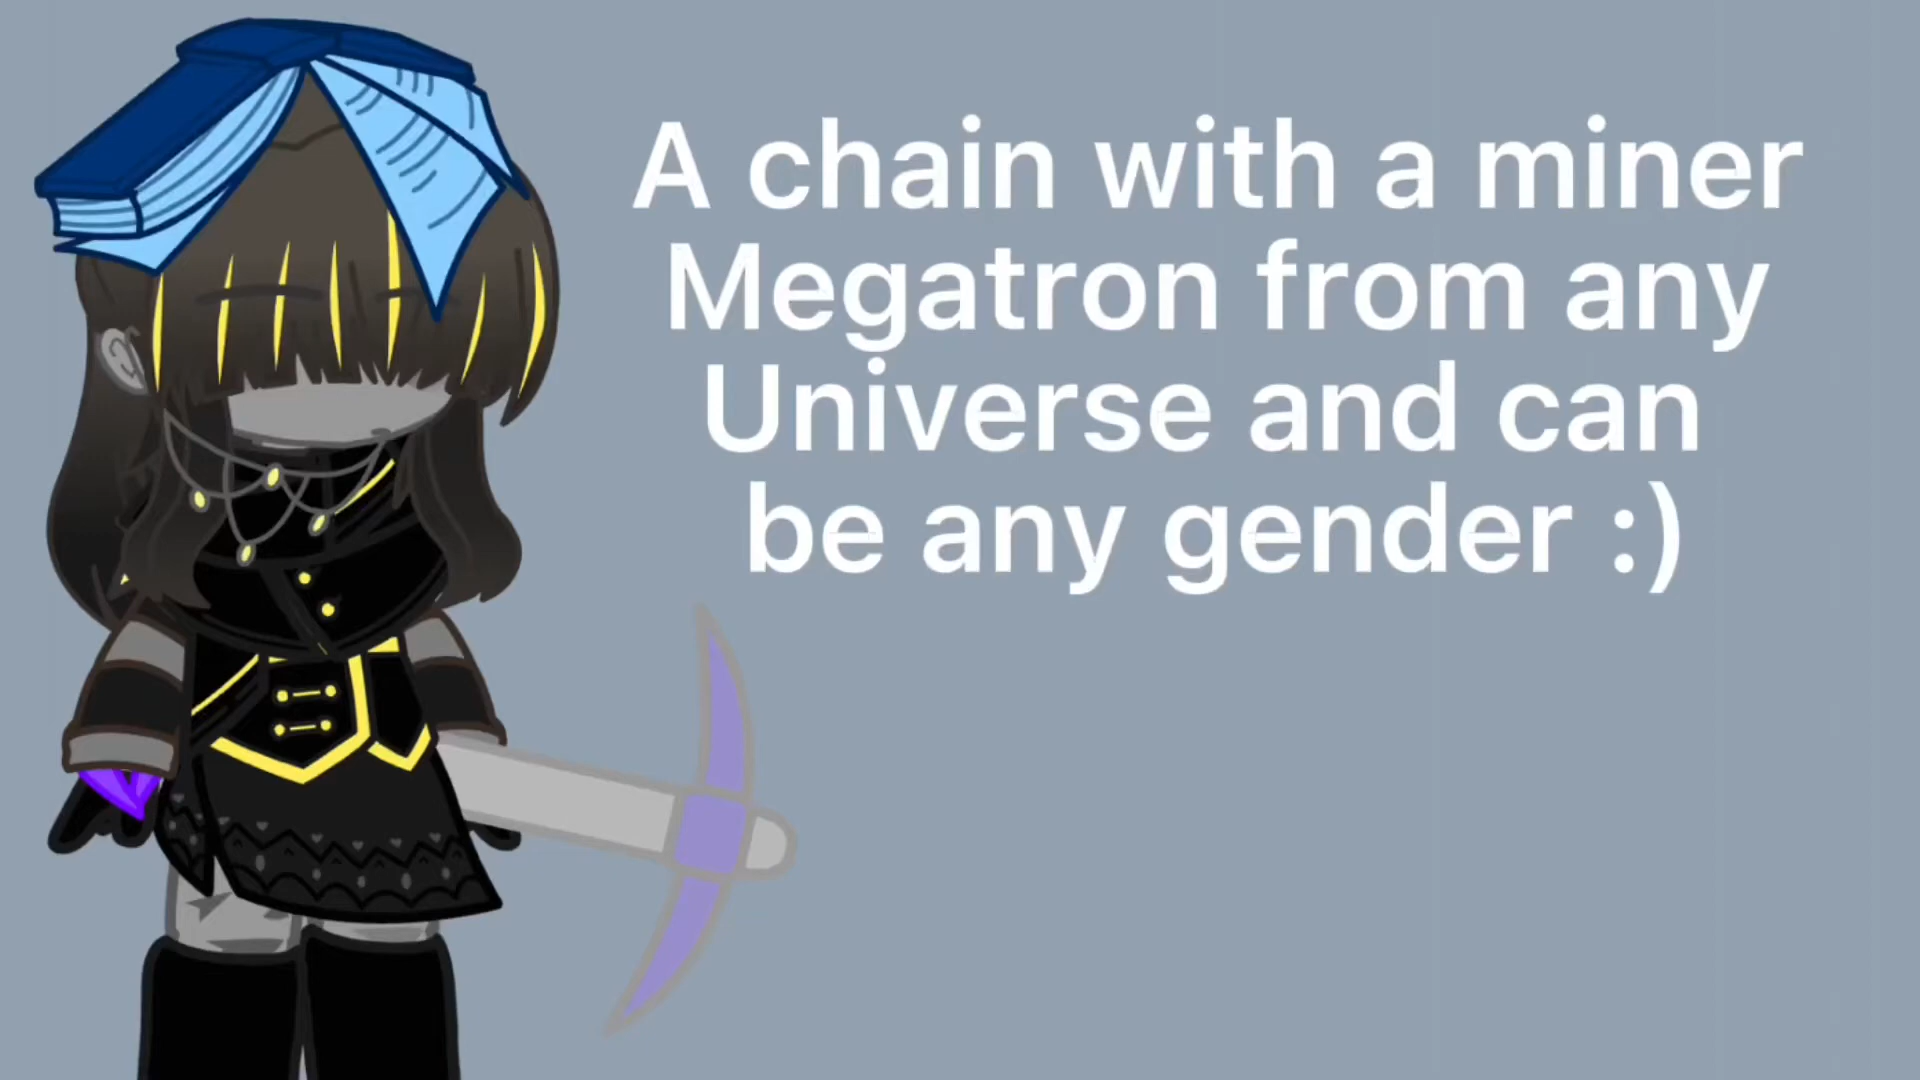 A chain with a miner
Megatron from any
Universe and can
be any gender :)